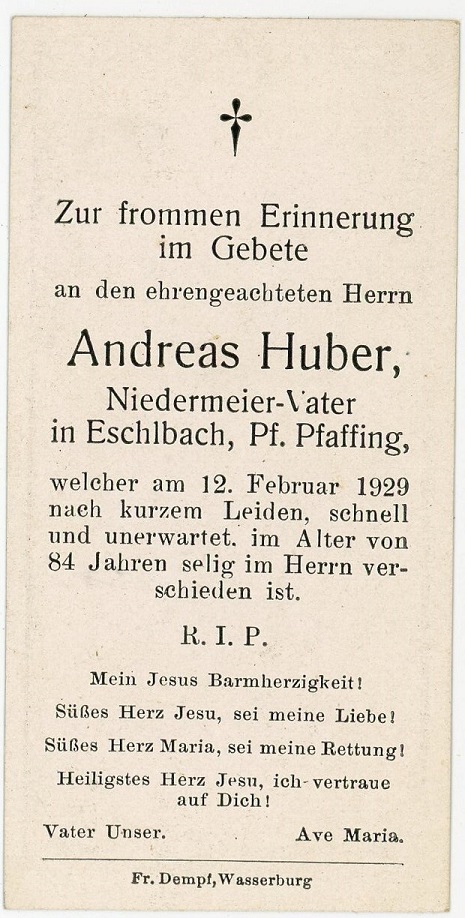 Zur frommen Erinnerung
im Gebete
an den ehrengeachteten Herrn
Andreas Huber,
Niedermeier-Vater
in Eschlbach, Pf. Pfaffing,
welcher am 12. Februar 1929
nach kurzem Leiden, schnell
und unerwartet. im Alter von
84 Jahren selig im Herrn ver-
schieden ist.
R. I. P.
Mein Jesus Barmherzigkeit!
Süßes Herz Jesu, sei meine Liebe!
Süßes Herz Maria, sei meine Rettung!
Heiligstes Herz Jesu, ich vertraue
auf Dich!
Vater Unser. Ave Maria.
Fr. Dempf, Wasserburg